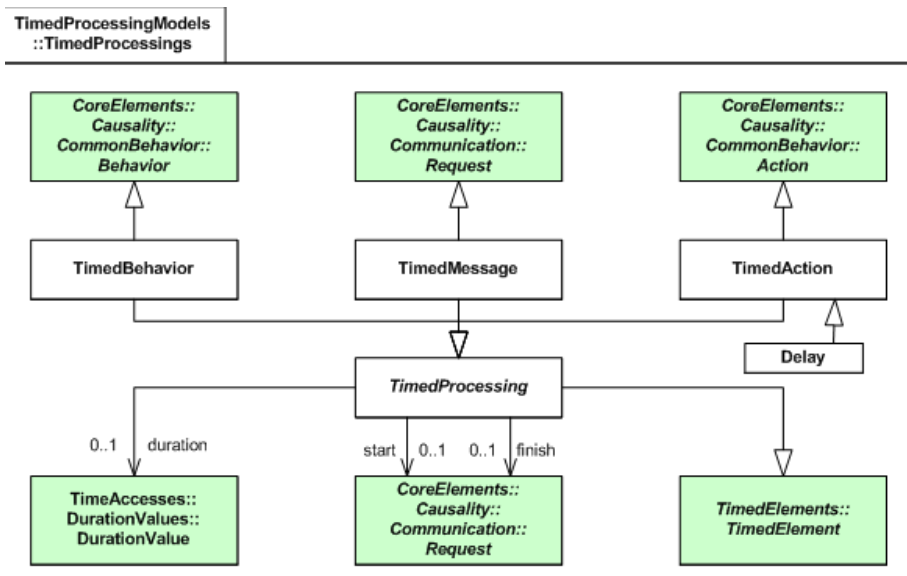 TimedProcessingModels
::TimedProcessings
CoreElements::
Causality::
CommonBehavior::
Behavior
CoreElements::
Causality::
Communication::
Request
CoreElements::
Causality::
CommonBehavior::
Action
TimedBehavior
TimedMessage
TimedAction
Delay
TimedProcessing
0..1 duration
start 0..1 0..1 finish
TimeAccesses::
DurationValues::
DurationValue
CoreElements::
Causality::
Communication::
Request
TimedElements::
TimedElement